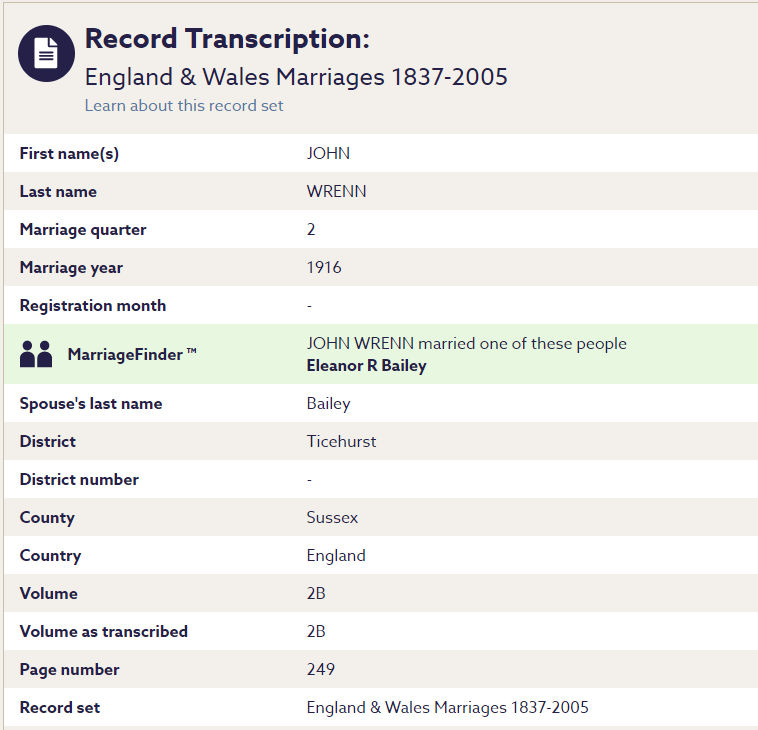 Record Transcription:
England & Wales Marriages 1837-2005
Learn about this record set
First name(s) JOHN
Last name WRENN
Marriage quarter 2
Marriage year 1916
Registration month -
MarriageFinder ™ JOHN WRENN married one of these people
Eleanor R Bailey
Spouse's last name Bailey
District Ticehurst
District number -
County Sussex
Country England
Volume 2B
Volume as transcribed 2B
Page number 249
Record set England & Wales Marriages 1837-2005